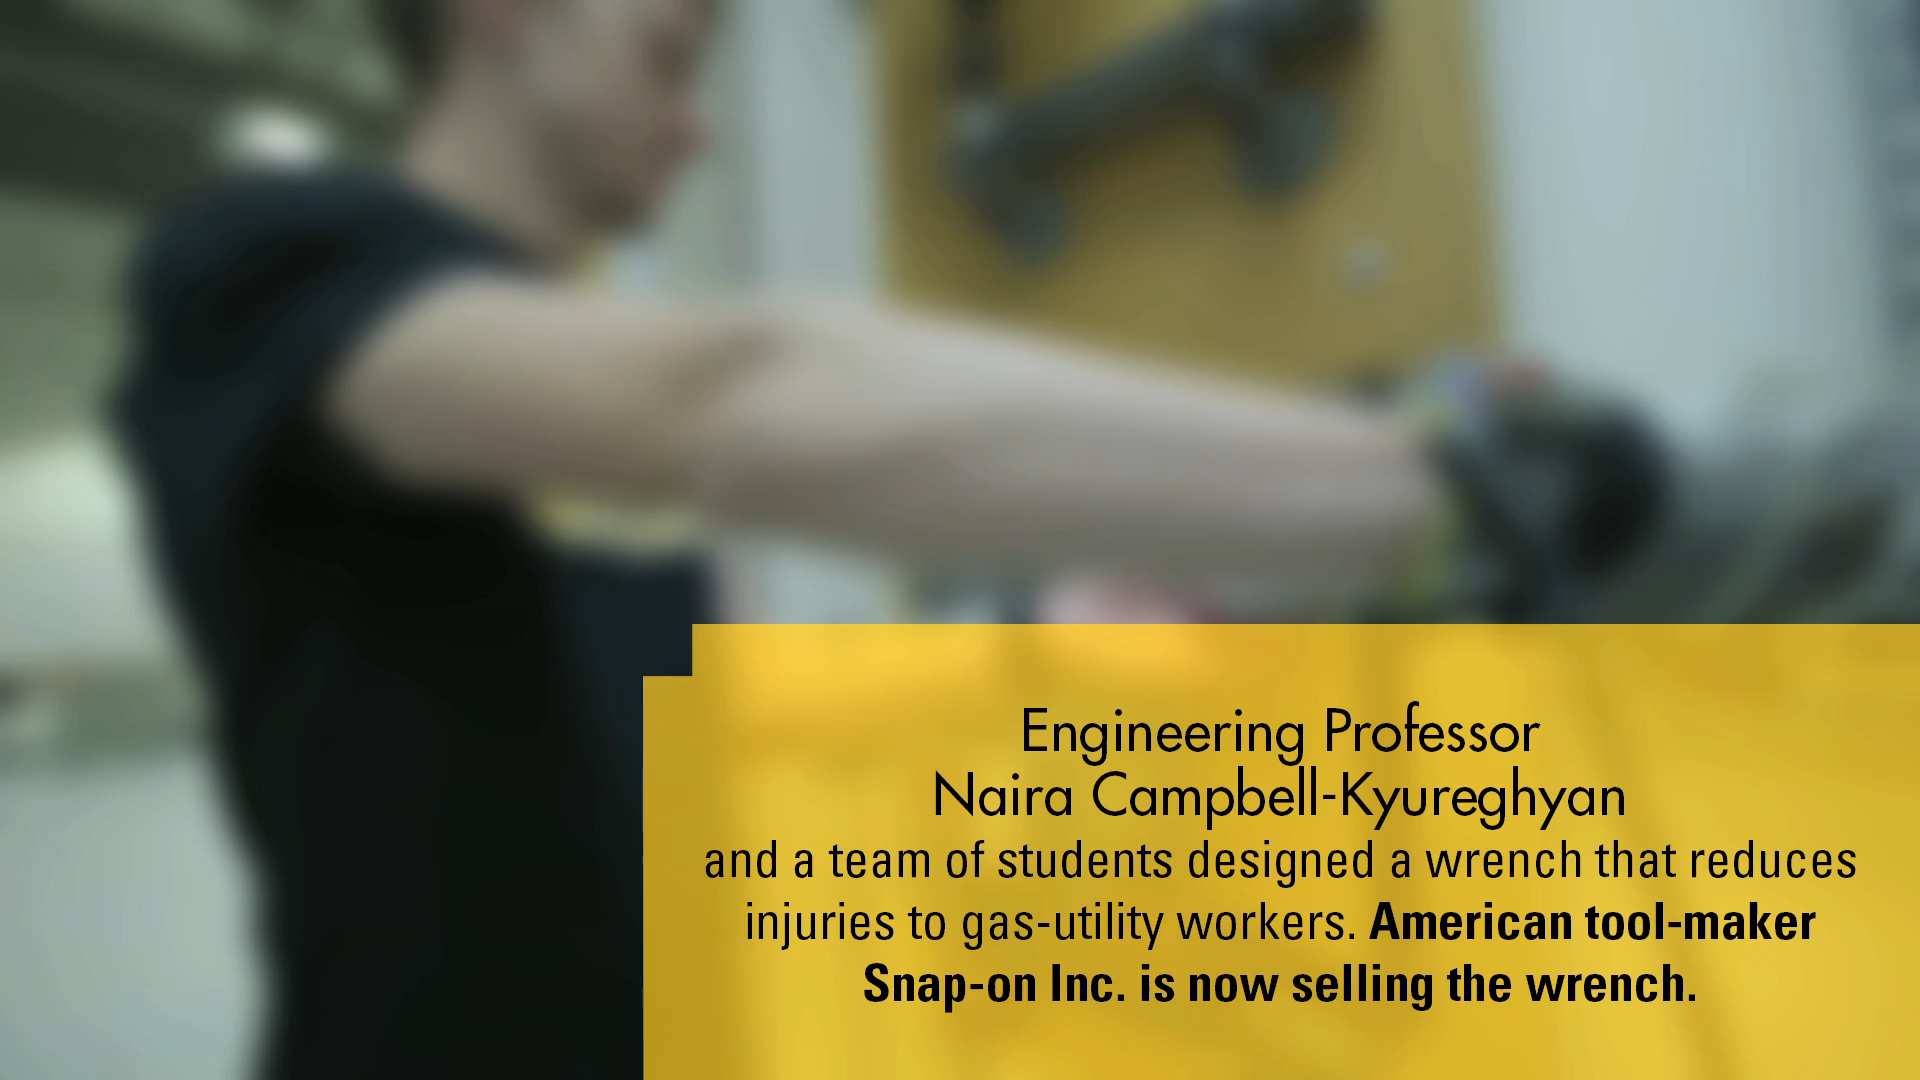 Engineering Professor
Naira Campbell-Kyureghyan
and a team of students designed a wrench that reduces
injuries to gas-utility workers. American tool-maker
Snap-on Inc. is now selling the wrench.